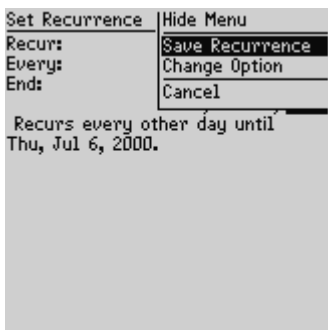 Set Recurrence
Hide Menu
Recur:
Save Recurrence
Every:
Change Option
End:
Cancel
Recurs every other day until
Thu, Jul 6, 2000.